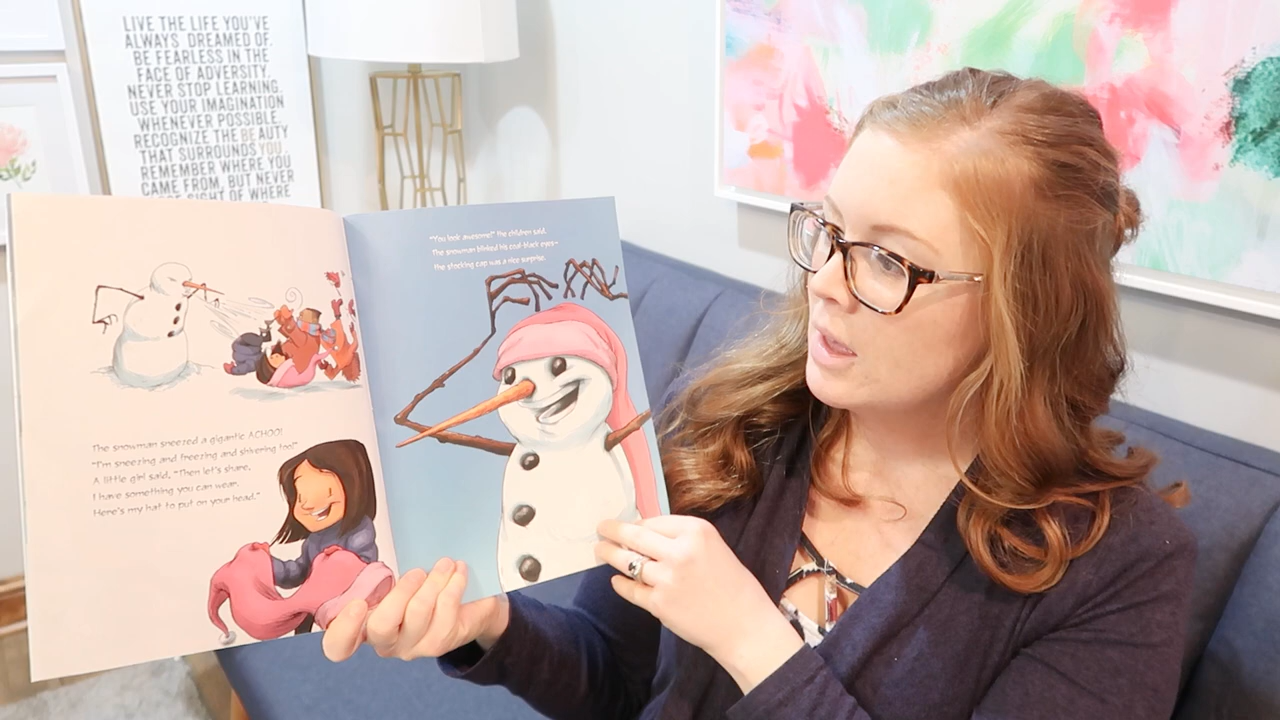 LIVE THE LIFE YOU'VE
ALWAYS DREAMED OF.
BE FEARLESS IN THE
FACE OF ADVERSITY.
NEVER STOP LEARNING.
USE YOUR IMAGINATION
WHENEVER POSSIBLE.
RECOGNIZE THE BEAUTY
THAT SURROUNDS YOU.
REMEMBER WHERE YOU
CAME FROM, BUT NEVER
SIGHT OF WHERE
The snowman sneezed a gigantic ACHOO!
"I'm sneezing and freezing and shivering too!"
A little girl said, "Then let's share.
I have something you can wear.
Here's my hat to put on your head."
"You look awesome!" the children said.
The snowman blinked his coal-black eyes—
the stocking cap was a nice surprise.